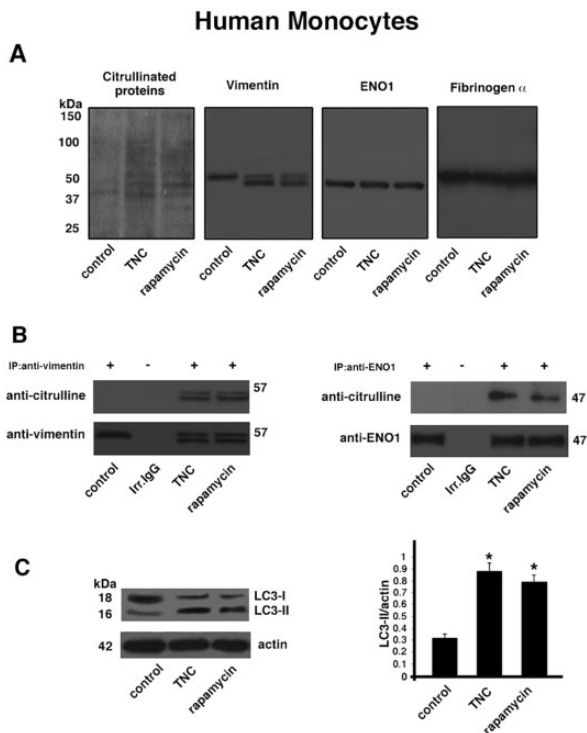 Human Monocytes
A
Citrullinated
proteins
Vimentin
ENO1
Fibrinogen α
kDa
150
100
50
37
25
control
TNC
rapamycin
control
TNC
rapamycin
control
TNC
rapamycin
control
TNC
rapamycin
B
IP:anti-vimentin + - + +
anti-citrulline 57
anti-vimentin 57
control
Irr.IgG
TNC
rapamycin
IP:anti-ENO1 + - + +
anti-citrulline 47
anti-ENO1 47
control
Irr.IgG
TNC
rapamycin
C
kDa
18 LC3-I
16 LC3-II
42 actin
control
TNC
rapamycin
LC3-II/actin
1
0.9
0.8
0.7
0.6
0.5
0.4
0.3
0.2
0.1
0
* *
control
TNC
rapamycin